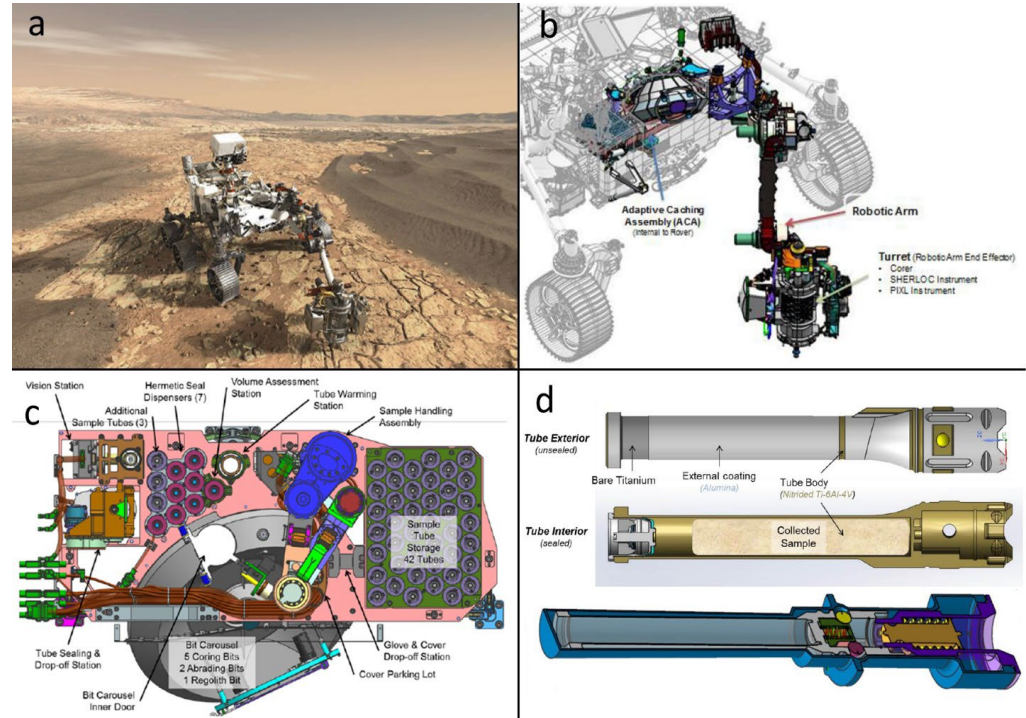 a
b
Adaptive Caching
Assembly (ACA)
(Internal to Rover)
Robotic Arm
Turret (Robotic Arm End Effector)
• Corer
• SHERLOC Instrument
• PIXL Instrument
c
Vision Station
Hermetic Seal
Dispensers (7)
Volume Assessment
Station
Tube Warming
Station
Additional
Sample Tubes (3)
Sample Handling
Assembly
Sample
Tube
Storage
42 Tubes
Tube Sealing &
Drop-off Station
Bit Carousel
5 Coring Bits
2 Abrading Bits
1 Regolith Bit
Glove & Cover
Drop-off Station
Cover Parking Lot
Bit Carousel
Inner Door
d
Tube Exterior
(unsealed)
Bare Titanium
External coating
(Alumina)
Tube Body
(Nitrided Ti-6Al-4V)
Tube Interior
(sealed)
Collected
Sample